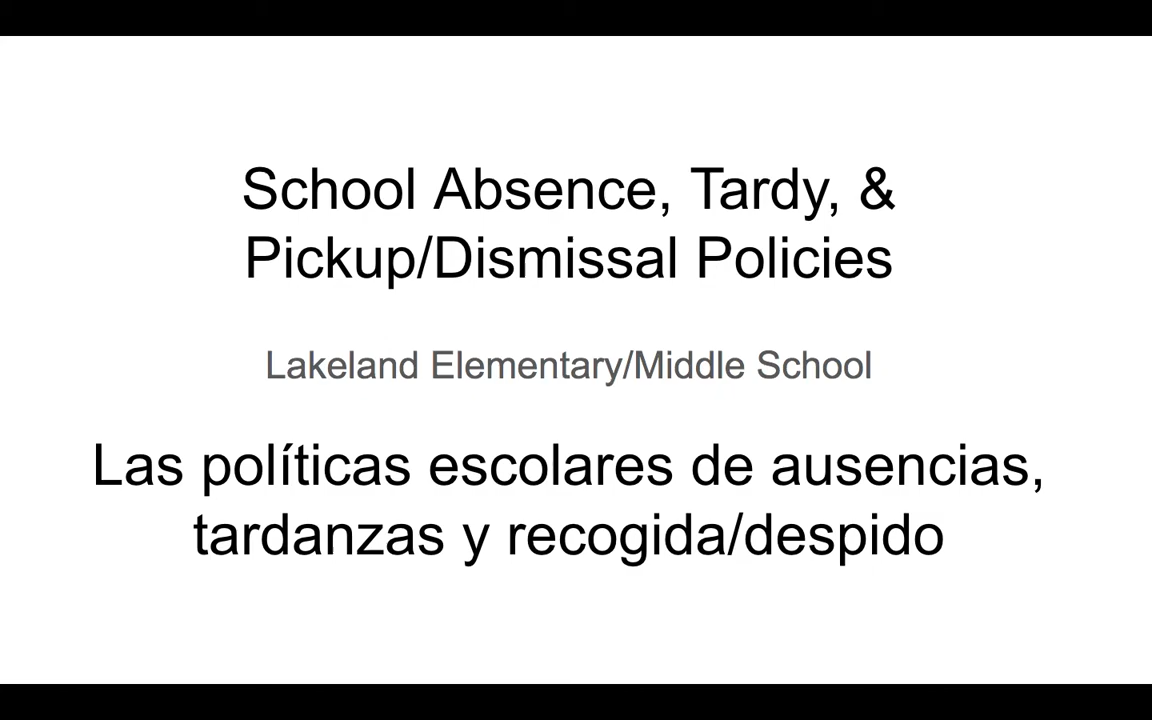 School Absence, Tardy, &
Pickup/Dismissal Policies
Lakeland Elementary/Middle School
Las políticas escolares de ausencias,
tardanzas y recogida/despido